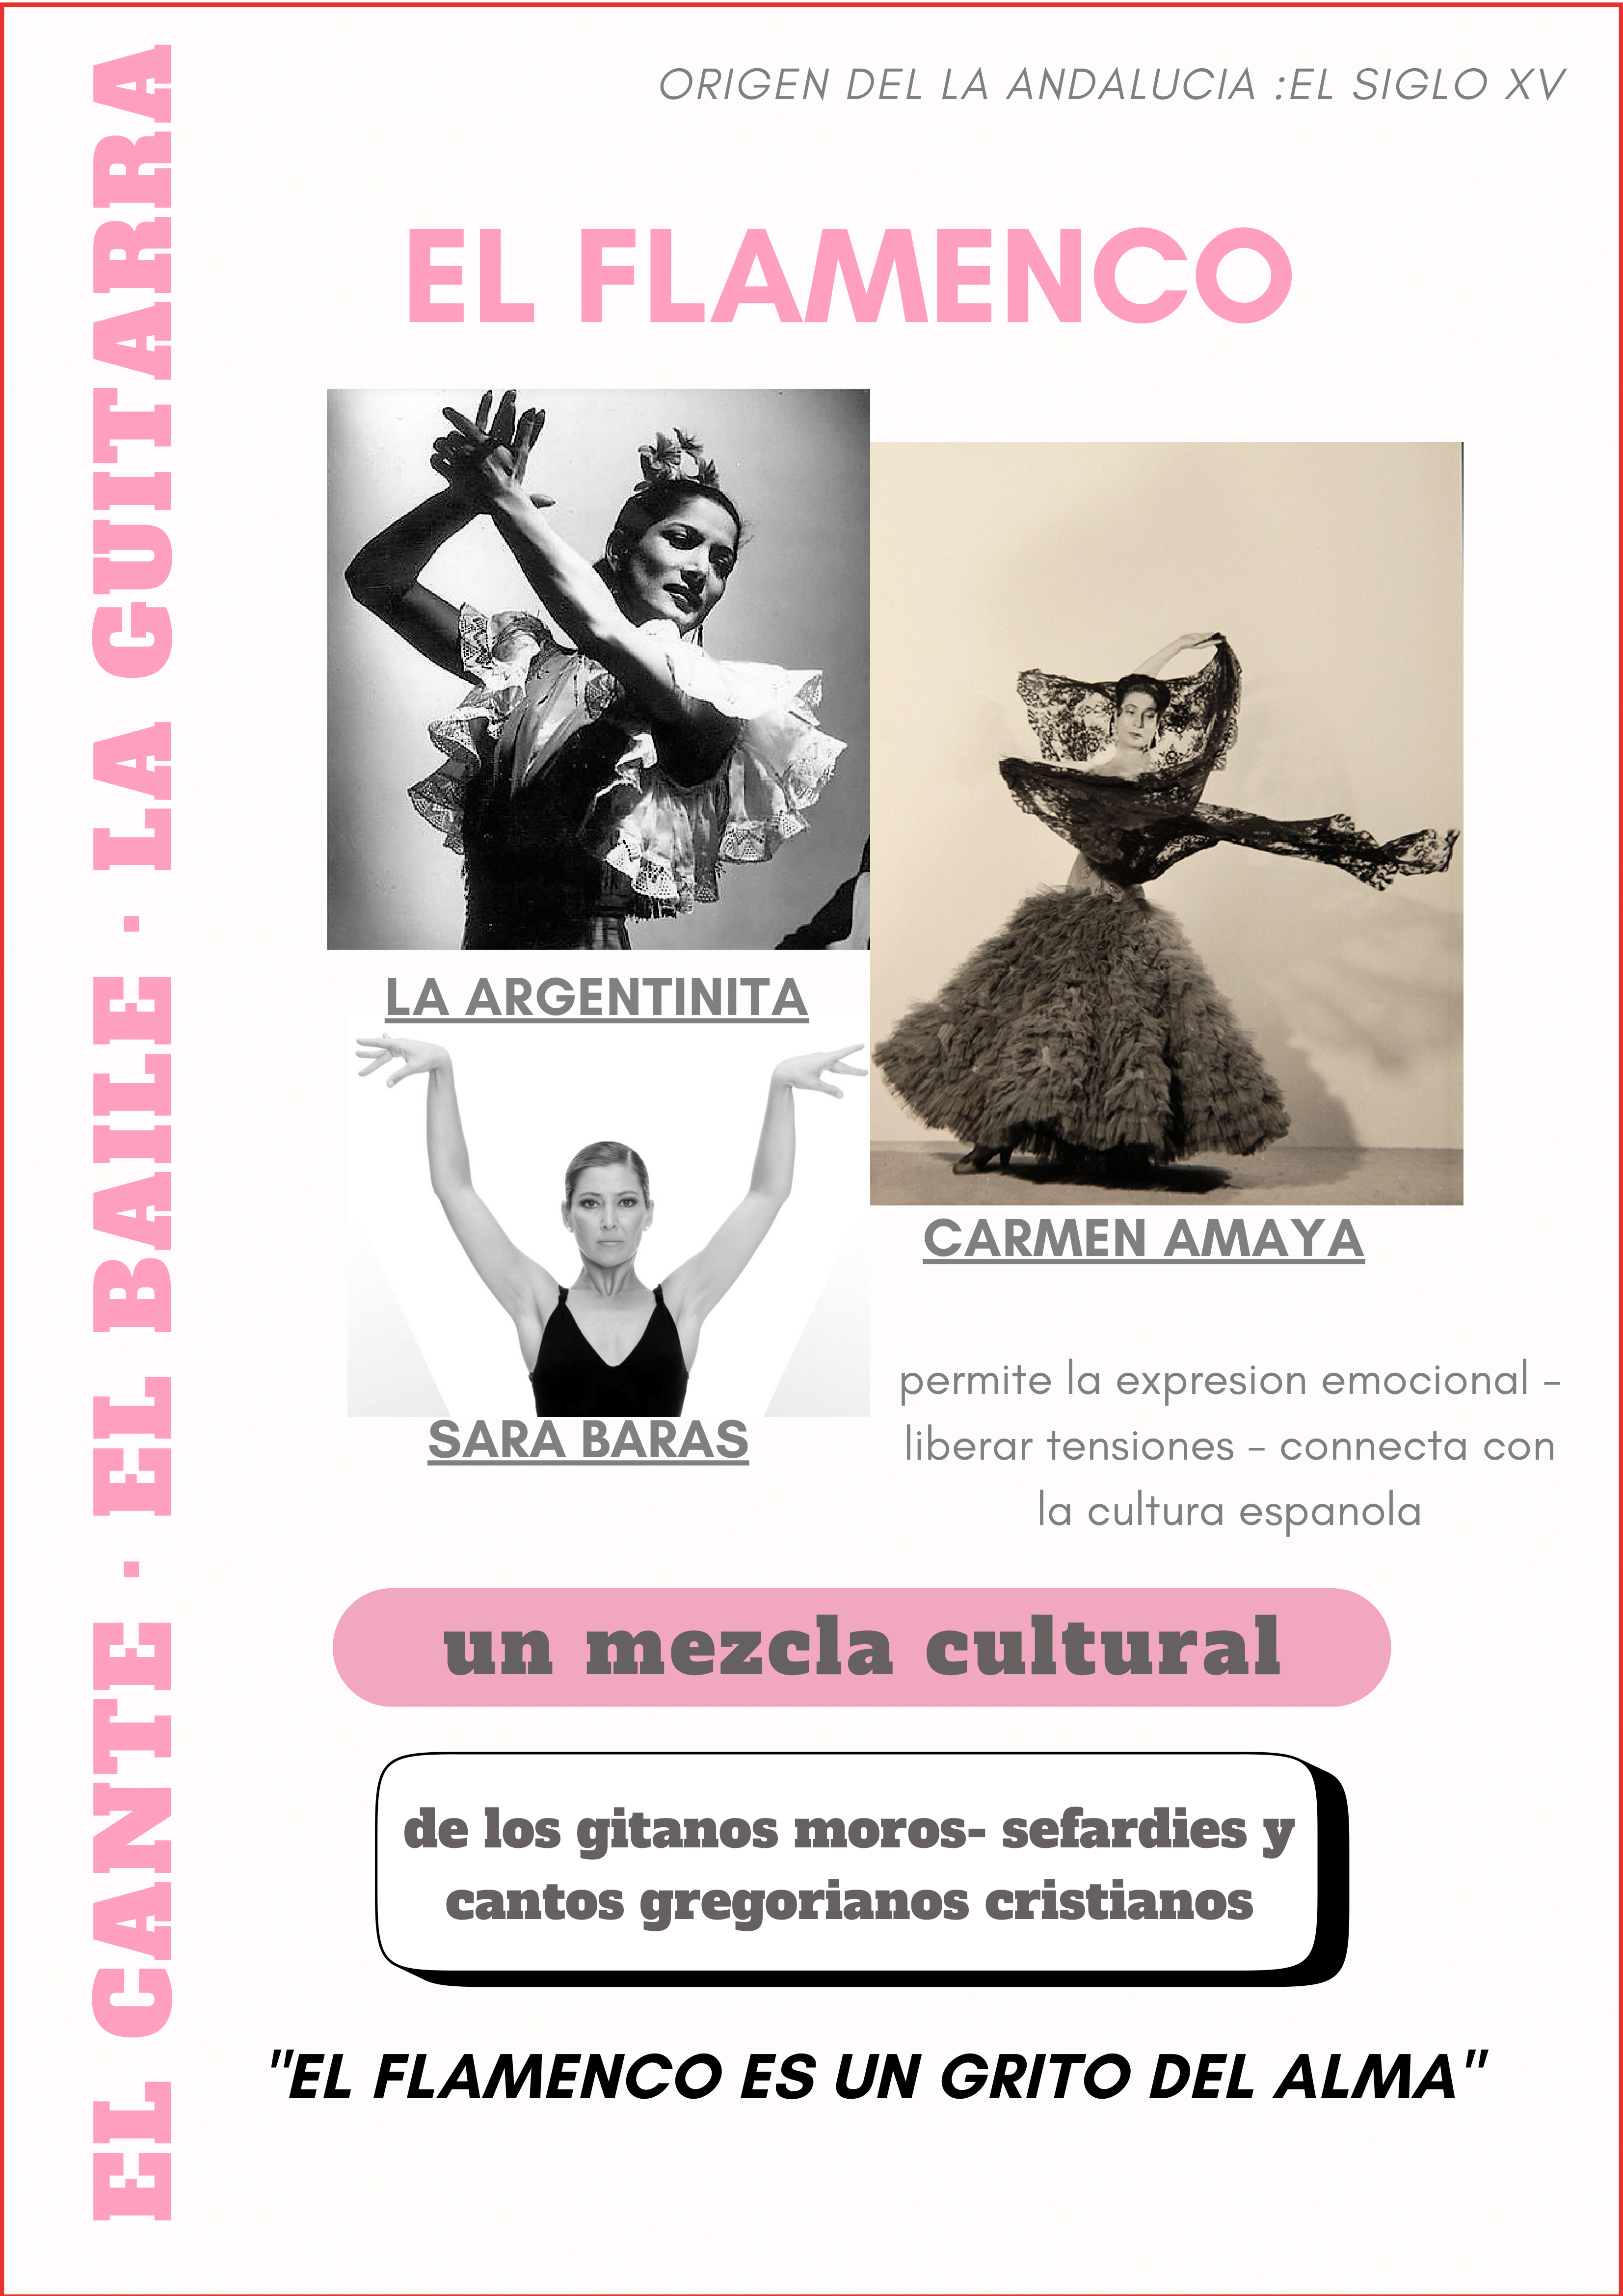 ORIGEN DEL LA ANDALUCIA :EL SIGLO XV
EL FLAMENCO
EL CANTE · EL BAILE · LA GUITARRA
LA ARGENTINITA
CARMEN AMAYA
SARA BARAS
permite la expresion emocional -
liberar tensiones - connecta con
la cultura espanola
un mezcla cultural
de los gitanos moros- sefardies y
cantos gregorianos cristianos
"EL FLAMENCO ES UN GRITO DEL ALMA"